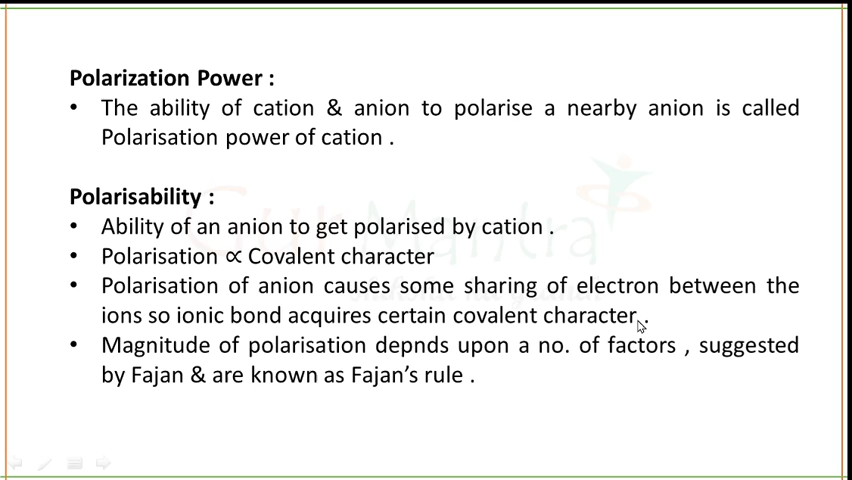 Polarization Power :
• The ability of cation & anion to polarise a nearby anion is called
Polarisation power of cation .
Polarisability :
• Ability of an anion to get polarised by cation .
• Polarisation ∝ Covalent character
• Polarisation of anion causes some sharing of electron between the
ions so ionic bond acquires certain covalent character .
• Magnitude of polarisation depnds upon a no. of factors , suggested
by Fajan & are known as Fajan’s rule .
GurMantra